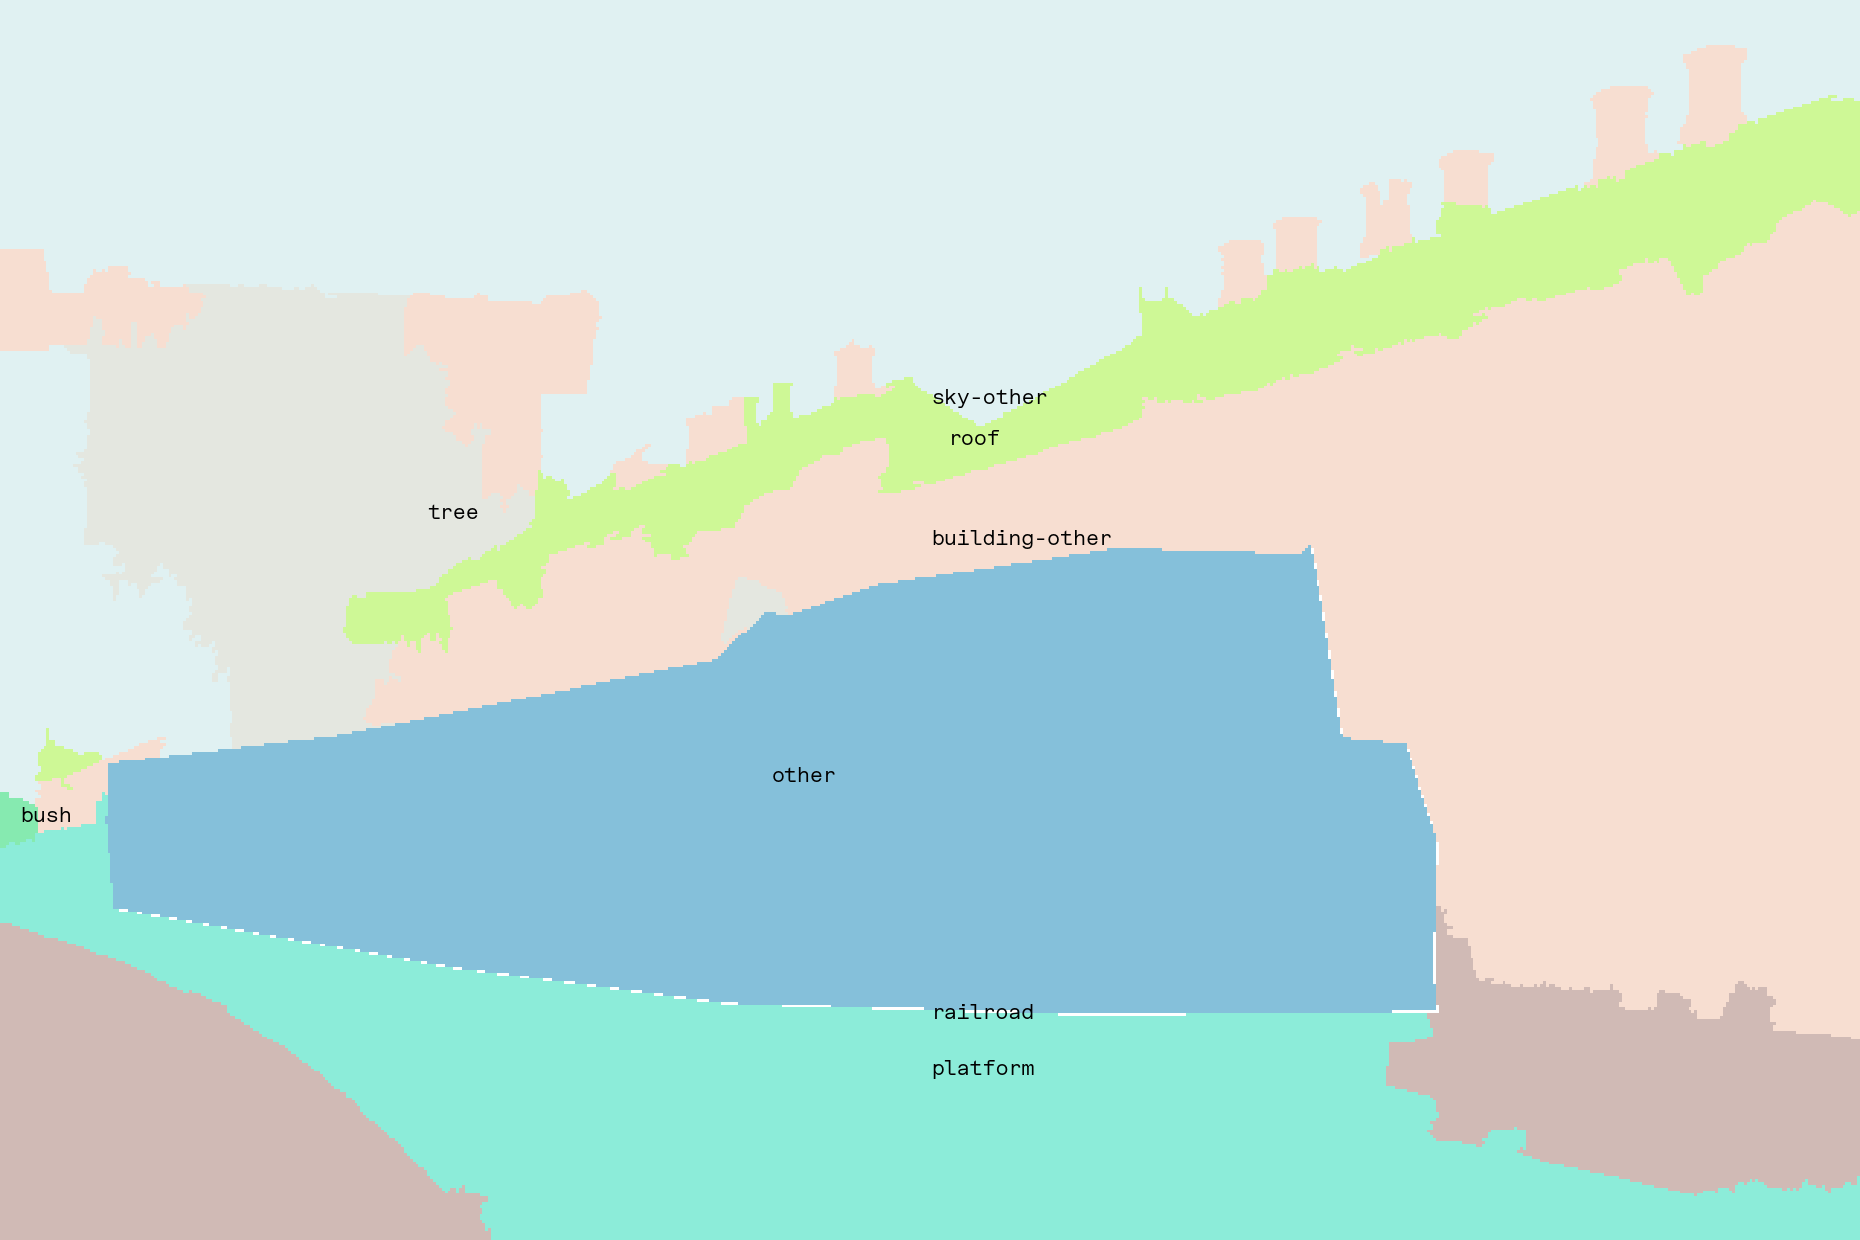 sky-other
roof
tree
building-other
other
bush
railroad
platform